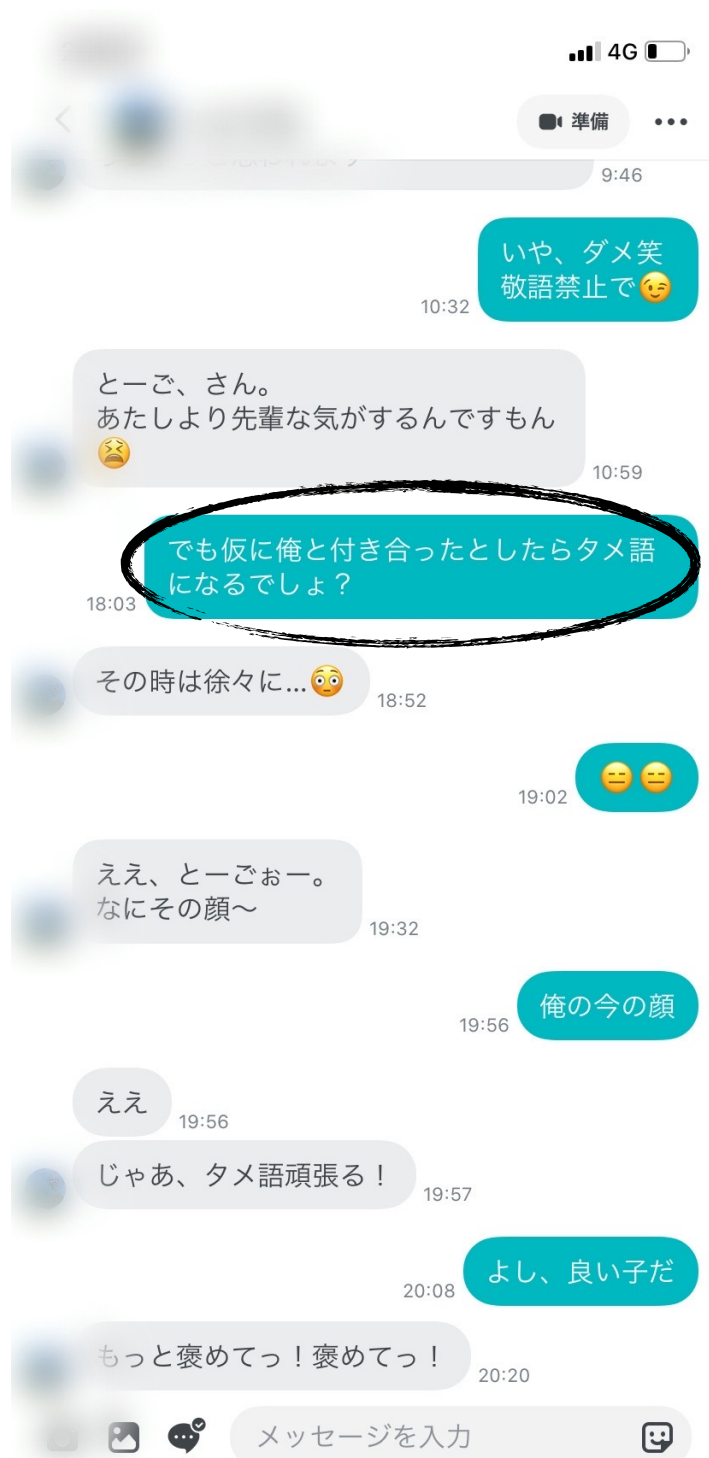 4G
準備
9:46
いや、ダメ笑
敬語禁止で😉
10:32
とーご、さん。
あたしより先輩な気がするんですもん
😫
10:59
でも仮に俺と付き合ったとしたらタメ語
になるでしょ？
18:03
その時は徐々に...😳
18:52
😑😑
19:02
ええ、とーごぉー。
なにその顔〜
19:32
俺の今の顔
19:56
ええ
19:56
じゃあ、タメ語頑張る！
19:57
よし、良い子だ
20:08
もっと褒めてっ！褒めてっ！
20:20
メッセージを入力